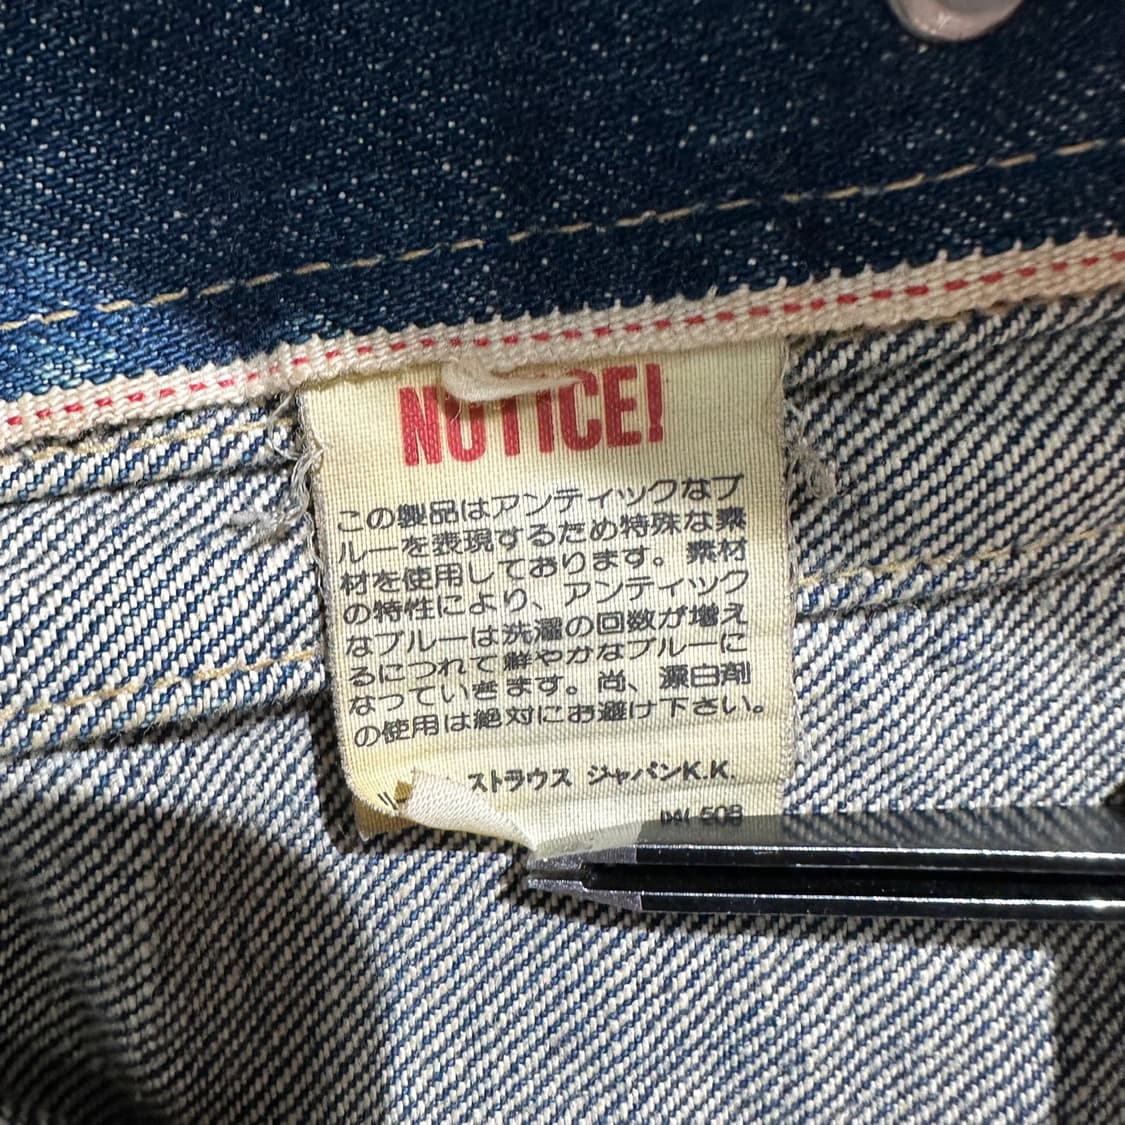 NOTICE!
この製品はアンティックなブ
ルーを表現するため特殊な素
材を使用しております。素材
の特性により、アンティック
なブルーは洗濯の回数が増え
るにつれて鮮やかなブルーに
なっていきます。尚、漂白剤
の使用は絶対にお避け下さい。
ストラウス ジャパンK.K.